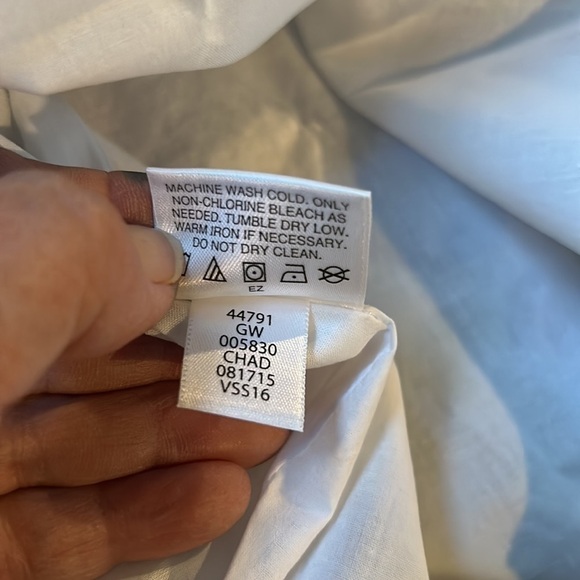 MACHINE WASH COLD. ONLY
NON-CHLORINE BLEACH AS
NEEDED. TUMBLE DRY LOW.
WARM IRON IF NECESSARY.
DO NOT DRY CLEAN.
EZ
44791
GW
005830
CHAD
081715
VSS16